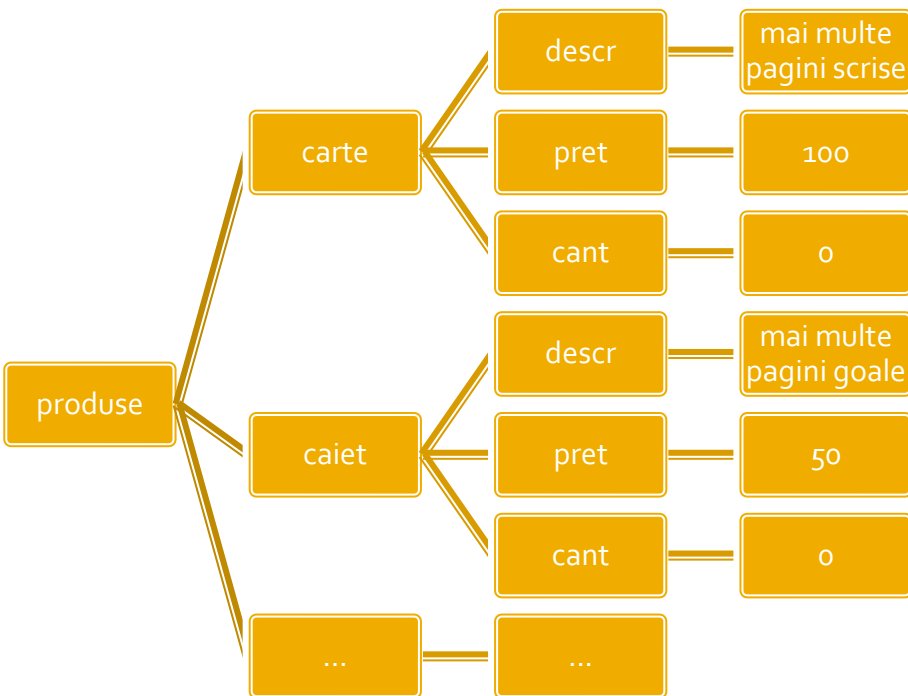 produse
carte
descr
mai multe
pagini scrise
pret
100
cant
0
caiet
descr
mai multe
pagini goale
pret
50
cant
0
...
...